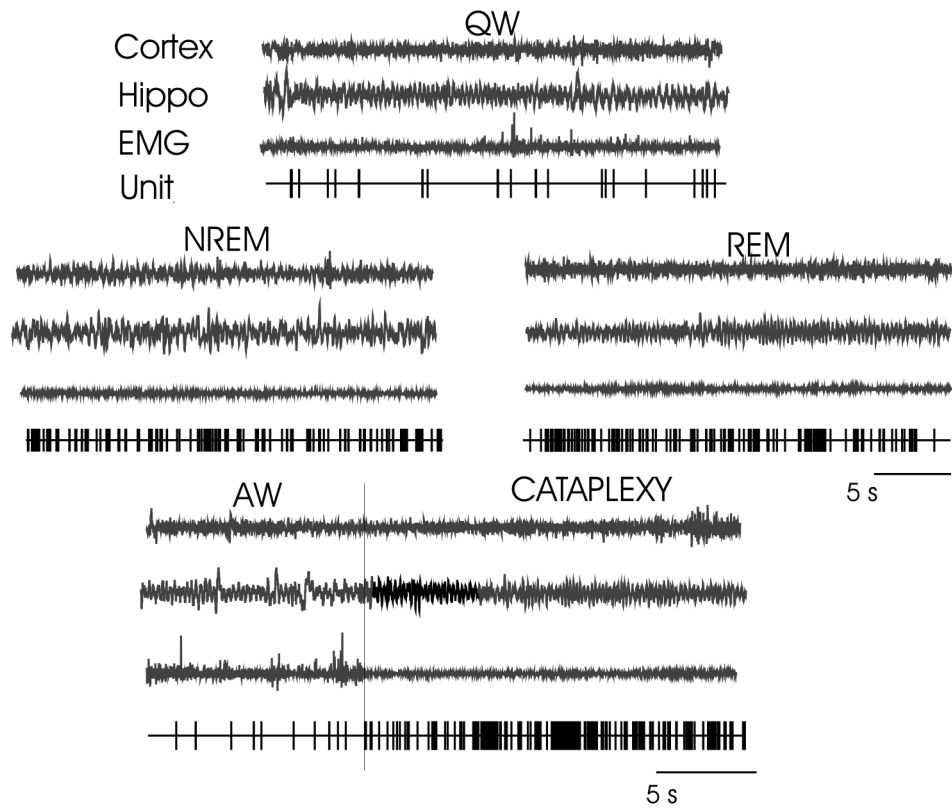 QW
Cortex
Hippo
EMG
Unit
NREM
REM
5 s
AW
CATAPLEXY
5 s